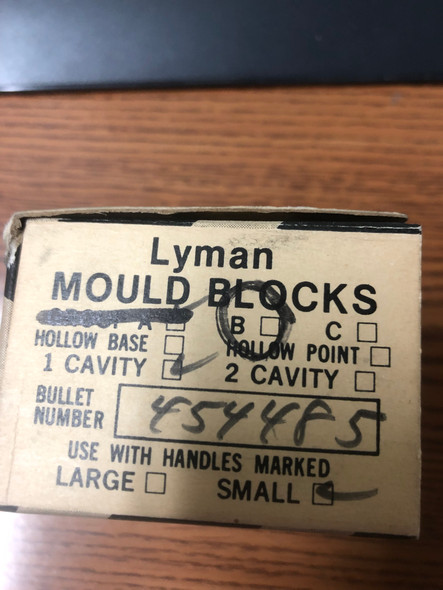 Lyman
MOULD BLOCKS
A □ B □ C □
HOLLOW BASE □ HOLLOW POINT □
1 CAVITY ☑ 2 CAVITY □
BULLET
NUMBER 454485
USE WITH HANDLES MARKED
LARGE □ SMALL ☑